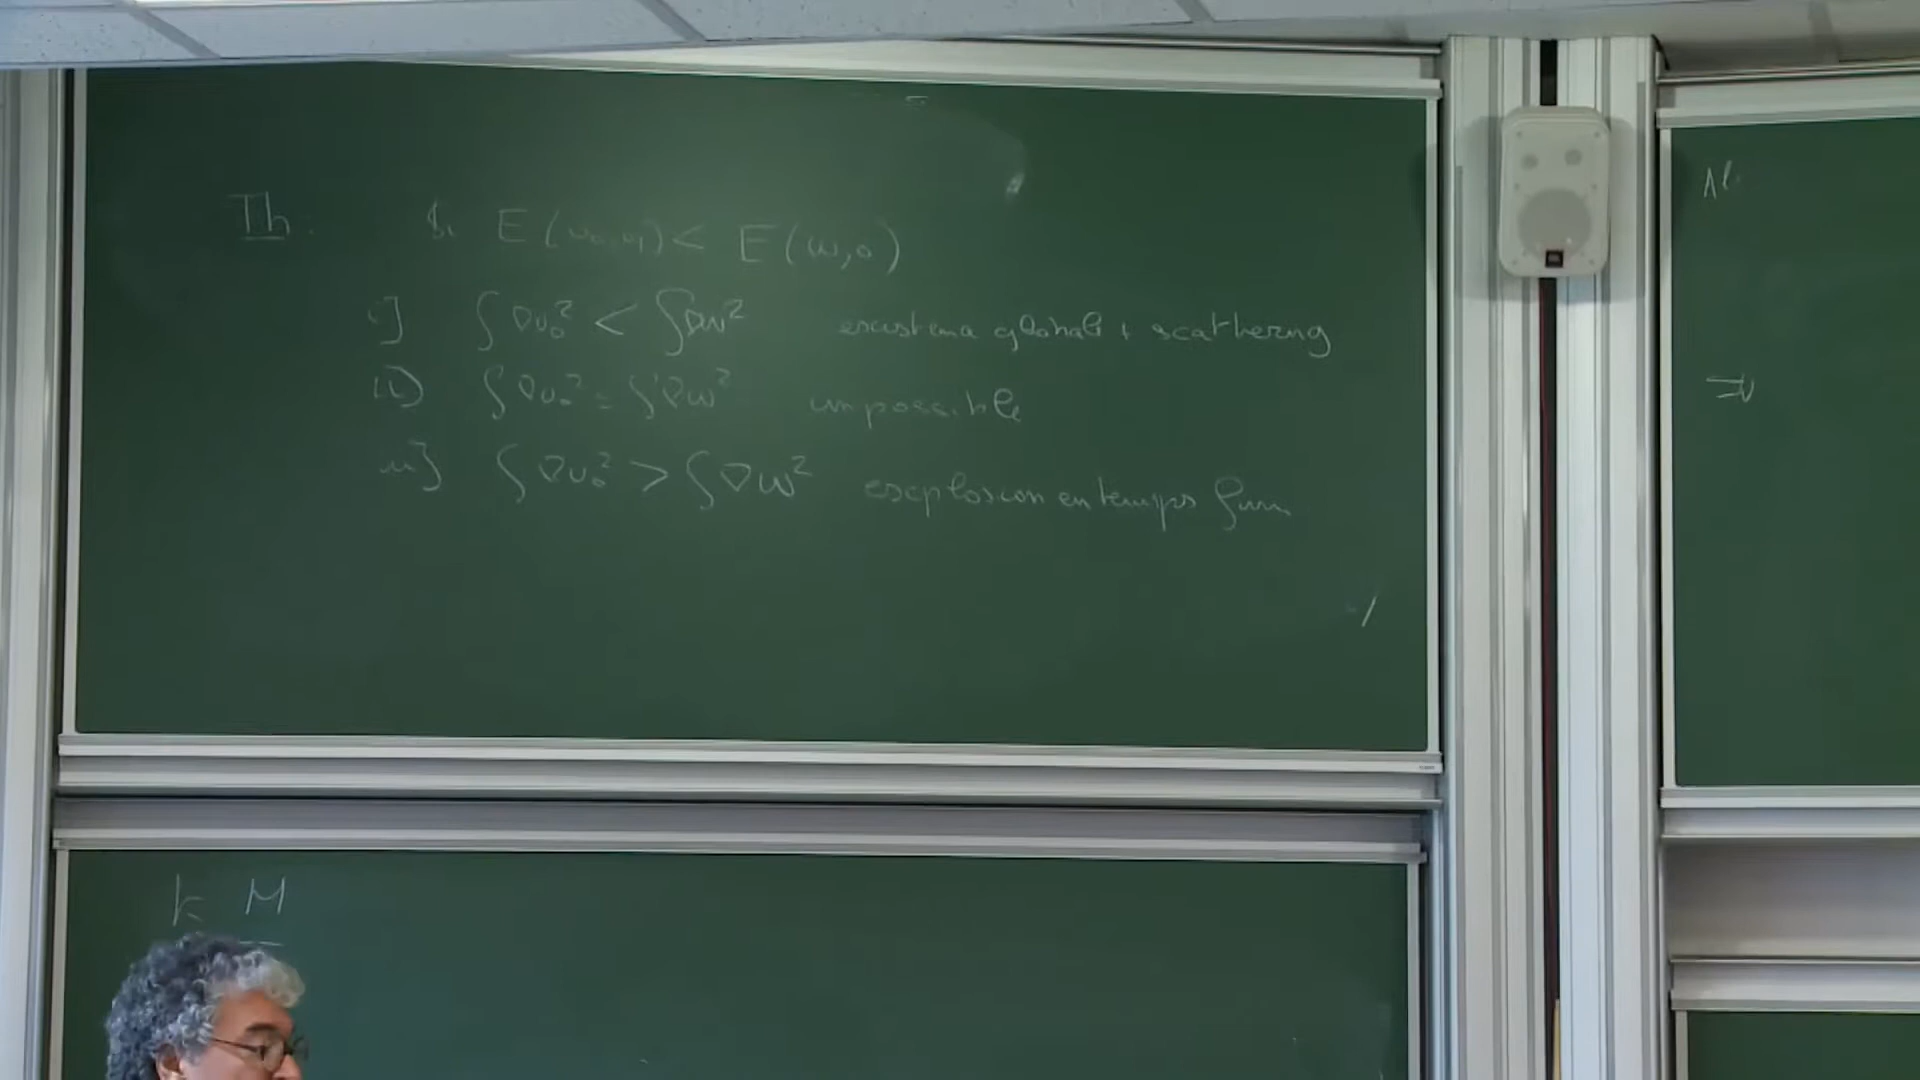 Th. Si E(u₀,u₁) < E(w,0)
i] ∫∇u₀² < ∫∇w² existence globale + scattering
ii) ∫∇u₀² = ∫∇w² impossible
iii] ∫∇u₀² > ∫∇w² explosion en temps fini
k M